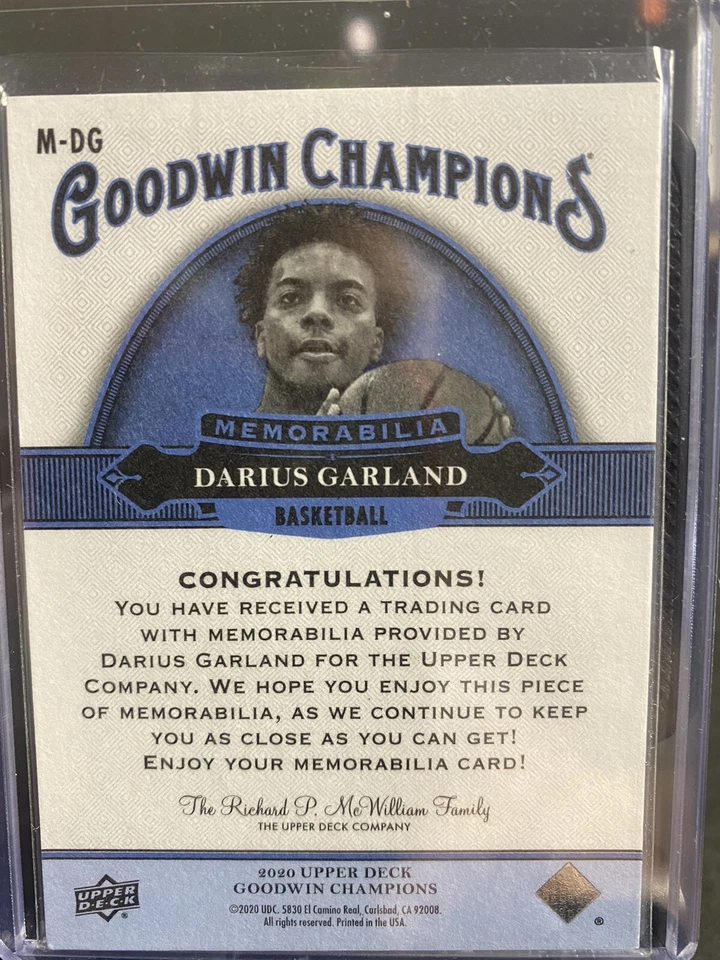 M-DG
GOODWIN CHAMPIONS
MEMORABILIA
DARIUS GARLAND
BASKETBALL
CONGRATULATIONS!
YOU HAVE RECEIVED A TRADING CARD
WITH MEMORABILIA PROVIDED BY
DARIUS GARLAND FOR THE UPPER DECK
COMPANY. WE HOPE YOU ENJOY THIS PIECE
OF MEMORABILIA, AS WE CONTINUE TO KEEP
YOU AS CLOSE AS YOU CAN GET!
ENJOY YOUR MEMORABILIA CARD!
The Richard P. McWilliam Family
THE UPPER DECK COMPANY
2020 UPPER DECK
GOODWIN CHAMPIONS
©2020 UDC. 5830 El Camino Real, Carlsbad, CA 92008.
All rights reserved. Printed in the USA.
UPPER
DECK
®
®